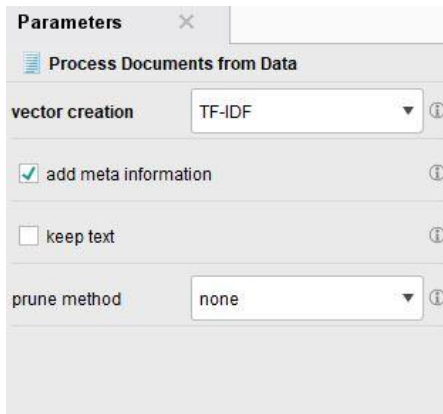 Parameters
Process Documents from Data
vector creation TF-IDF
add meta information
keep text
prune method none